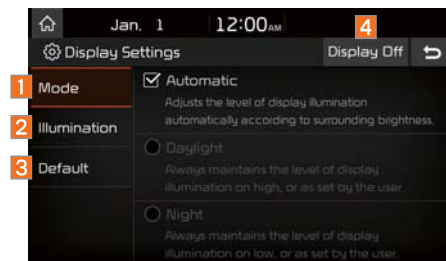 Jan. 1 12:00 AM
4
Display Settings Display Off
1 Mode
Automatic
Adjusts the level of display illumination
automatically according to surrounding brightness.
2 Illumination
Daylight
Always maintains the level of display
illumination on high, or as set by the user.
3 Default
Night
Always maintains the level of display
illumination on low, or as set by the user.